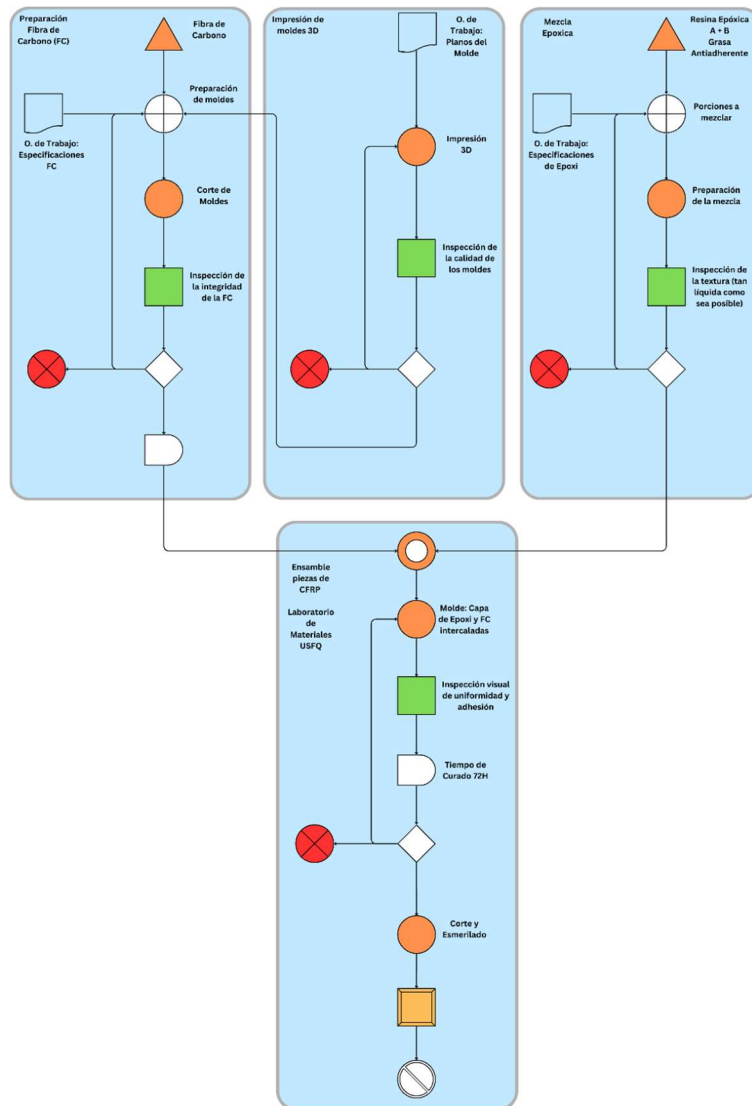 Preparación
Fibra de
Carbono (FC)
Fibra de
Carbono
Preparación
de moldes
O. de Trabajo:
Especificaciones
FC
Corte de
Moldes
Inspección de
la integridad
de la FC
Impresión de
moldes 3D
O. de
Trabajo:
Planos del
Molde
Impresión
3D
Inspección de
la calidad de
los moldes
Mezcla
Epoxica
Resina Epóxica
A + B
Grasa
Antiadherente
Porciones a
mezclar
O. de Trabajo:
Especificaciones
de Epoxi
Preparación
de la mezcla
Inspección de
la textura (tan
líquida como
sea posible)
Ensamble
piezas de
CFRP
Laboratorio
de
Materiales
USFQ
Molde: Capa
de Epoxi y FC
intercaladas
Inspección visual
de uniformidad y
adhesión
Tiempo de
Curado 72H
Corte y
Esmerilado